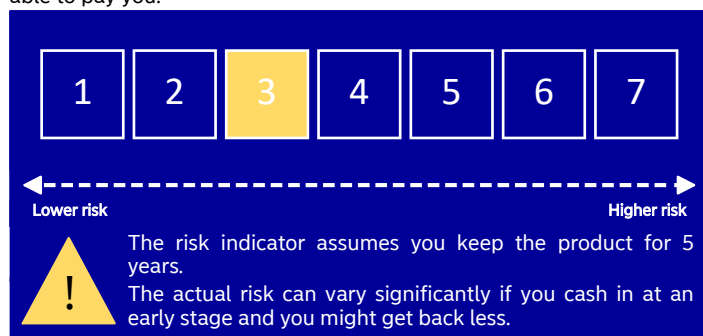 able to pay you.
1 2 3 4 5 6 7
Lower risk Higher risk
The risk indicator assumes you keep the product for 5
years.
!
The actual risk can vary significantly if you cash in at an
early stage and you might get back less.